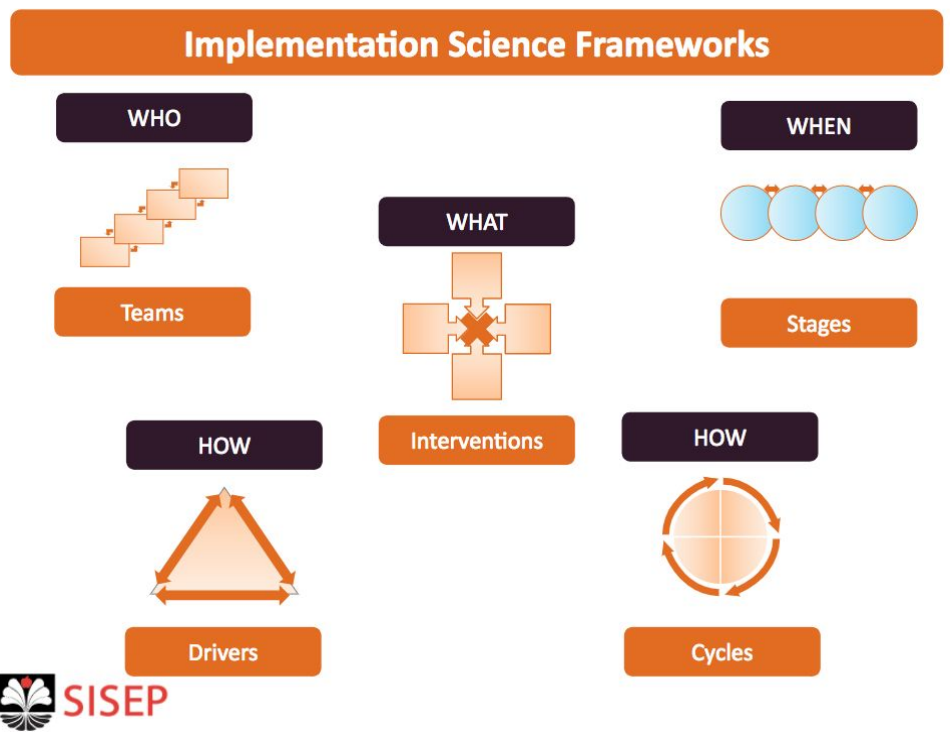 Implementation Science Frameworks
WHO
Teams
WHAT
Interventions
WHEN
Stages
HOW
Drivers
HOW
Cycles
SISEP